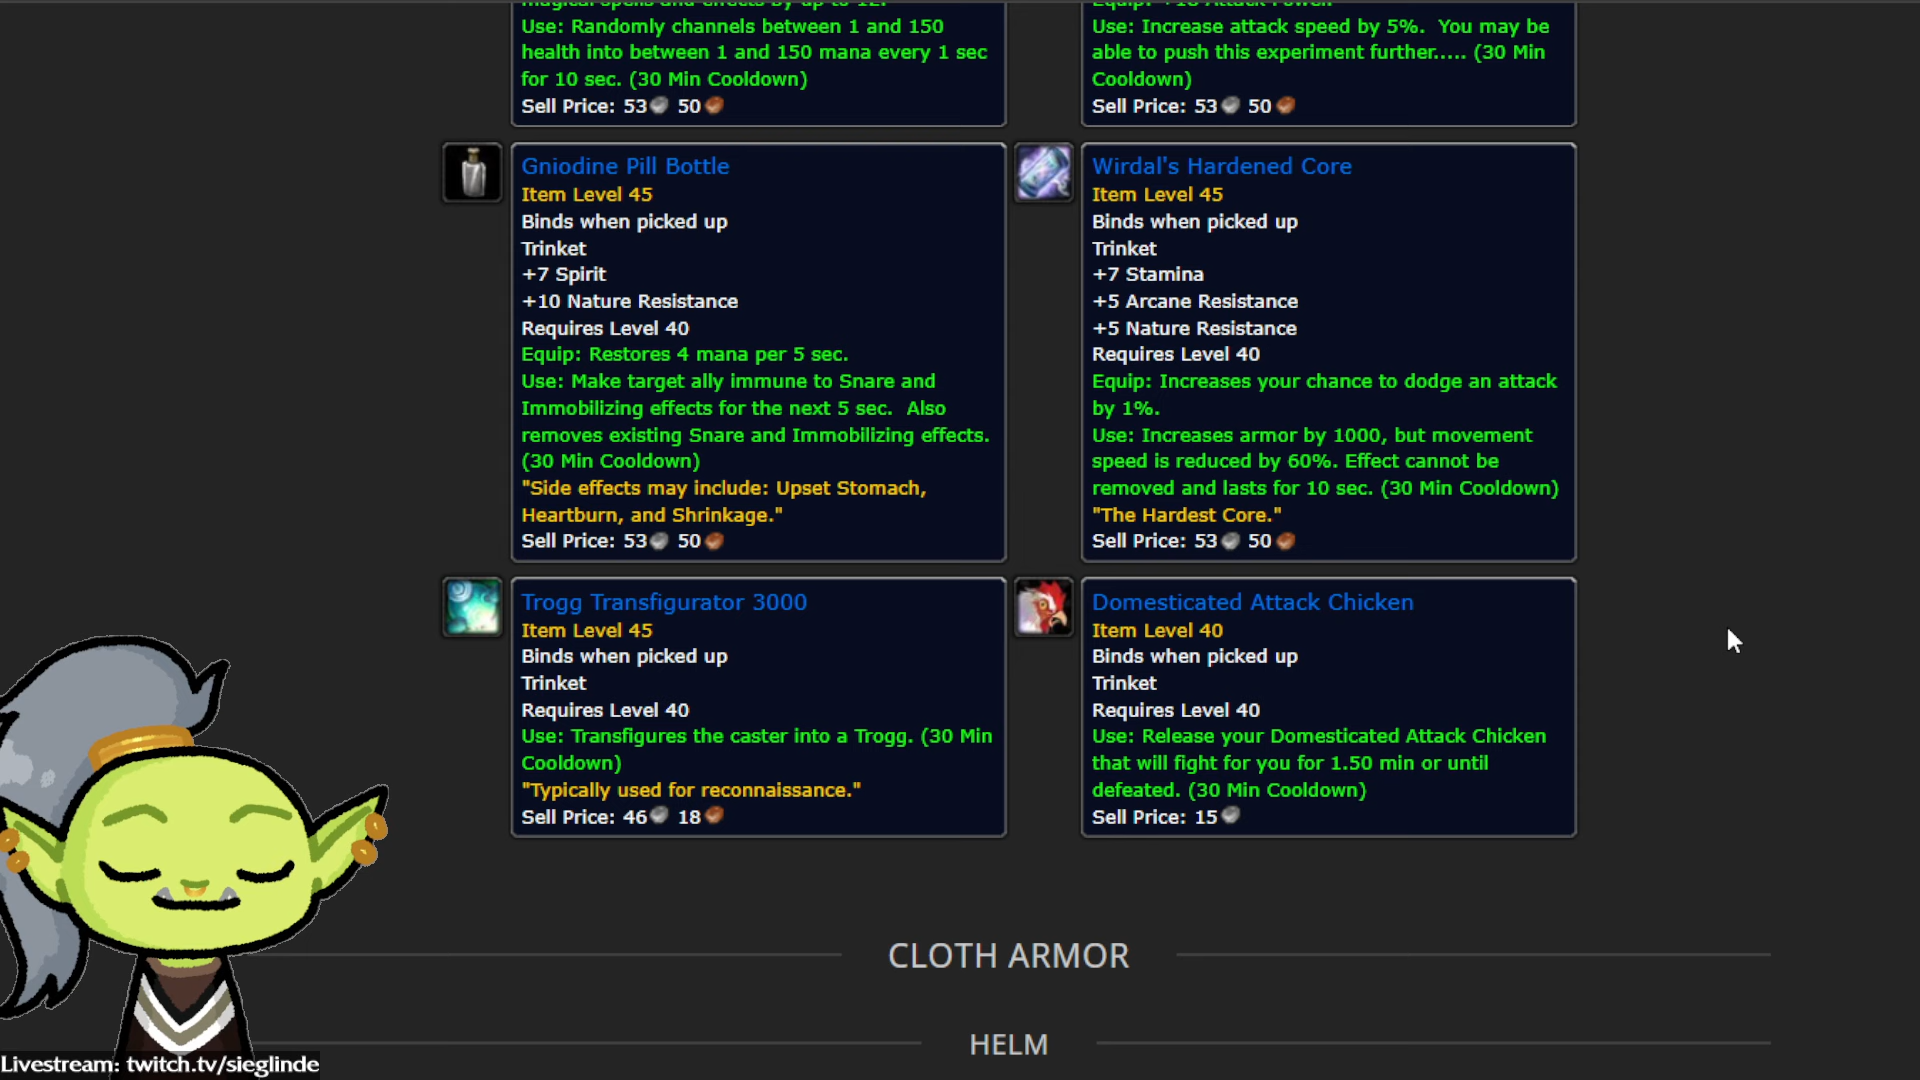 magical spells and effects by up to 12.
Use: Randomly channels between 1 and 150
health into between 1 and 150 mana every 1 sec
for 10 sec. (30 Min Cooldown)
Sell Price: 53 50
Equip: +18 Attack Power.
Use: Increase attack speed by 5%. You may be
able to push this experiment further..... (30 Min
Cooldown)
Sell Price: 53 50
Gniodine Pill Bottle
Item Level 45
Binds when picked up
Trinket
+7 Spirit
+10 Nature Resistance
Requires Level 40
Equip: Restores 4 mana per 5 sec.
Use: Make target ally immune to Snare and
Immobilizing effects for the next 5 sec. Also
removes existing Snare and Immobilizing effects.
(30 Min Cooldown)
"Side effects may include: Upset Stomach,
Heartburn, and Shrinkage."
Sell Price: 53 50
Wirdal's Hardened Core
Item Level 45
Binds when picked up
Trinket
+7 Stamina
+5 Arcane Resistance
+5 Nature Resistance
Requires Level 40
Equip: Increases your chance to dodge an attack
by 1%.
Use: Increases armor by 1000, but movement
speed is reduced by 60%. Effect cannot be
removed and lasts for 10 sec. (30 Min Cooldown)
"The Hardest Core."
Sell Price: 53 50
Trogg Transfigurator 3000
Item Level 45
Binds when picked up
Trinket
Requires Level 40
Use: Transfigures the caster into a Trogg. (30 Min
Cooldown)
"Typically used for reconnaissance."
Sell Price: 46 18
Domesticated Attack Chicken
Item Level 40
Binds when picked up
Trinket
Requires Level 40
Use: Release your Domesticated Attack Chicken
that will fight for you for 1.50 min or until
defeated. (30 Min Cooldown)
Sell Price: 15
CLOTH ARMOR
HELM
Livestream: twitch.tv/sieglinde